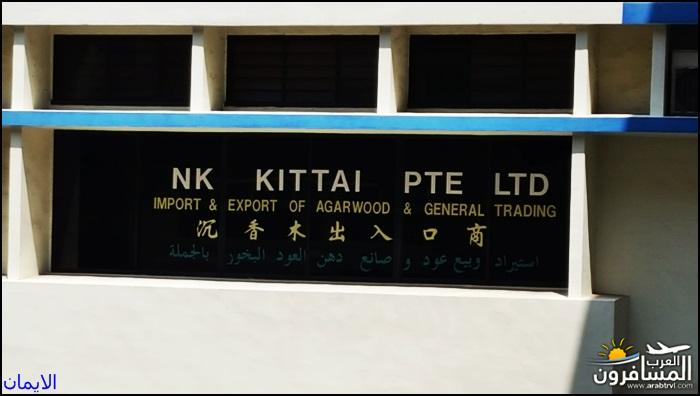 NK KITTAI PTE LTD
IMPORT & EXPORT OF AGARWOOD & GENERAL TRADING
沉香木出入口商
استيراد وبيع عود و صانع دهن العود البخور بالجملة
العرب
المسافرون
www.arabtrvl.com
الايمان